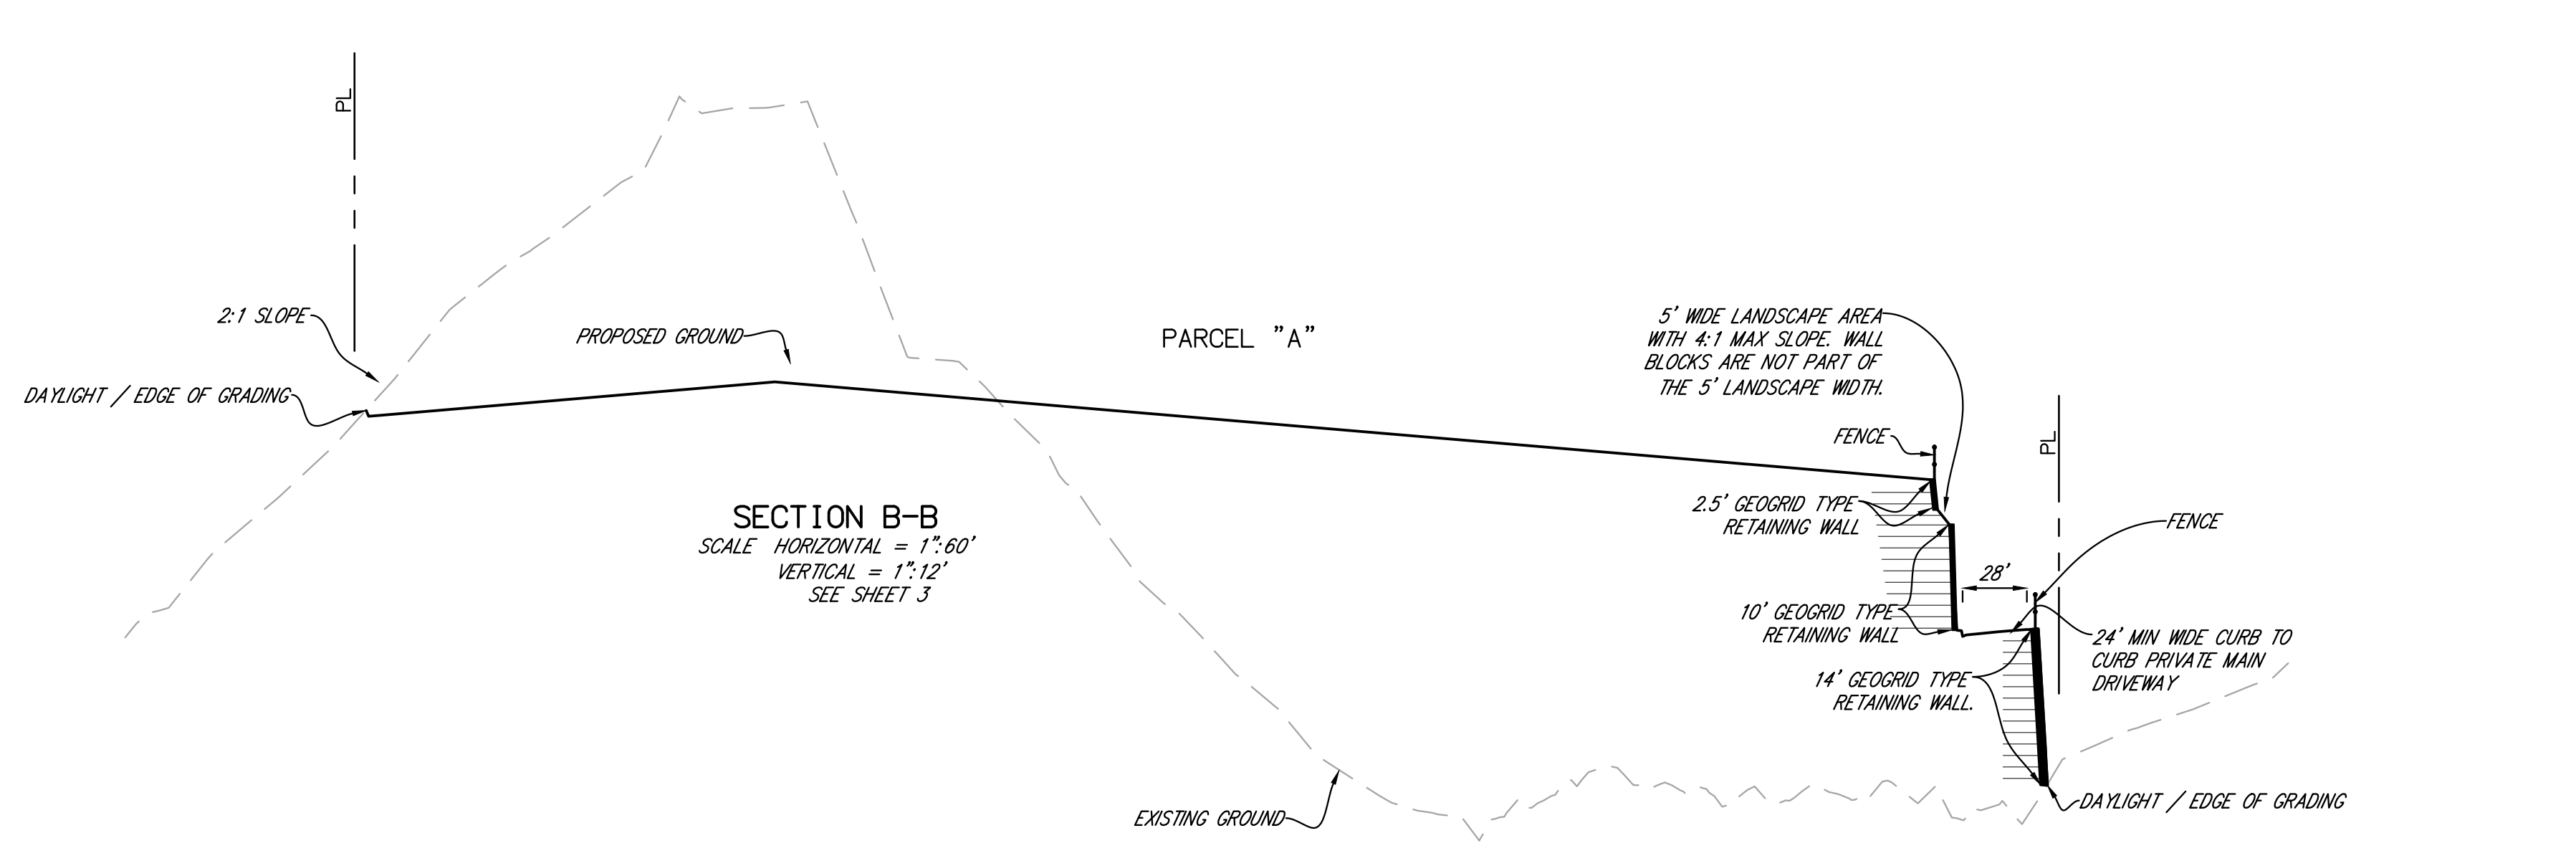 PL
2:1 SLOPE
DAYLIGHT / EDGE OF GRADING
PROPOSED GROUND
PARCEL "A"
5' WIDE LANDSCAPE AREA
WITH 4:1 MAX SLOPE. WALL
BLOCKS ARE NOT PART OF
THE 5' LANDSCAPE WIDTH.
FENCE
PL
2.5' GEOGRID TYPE
RETAINING WALL
FENCE
SECTION B-B
SCALE HORIZONTAL = 1":60'
VERTICAL = 1":12'
SEE SHEET 3
28'
10' GEOGRID TYPE
RETAINING WALL
24' MIN WIDE CURB TO
CURB PRIVATE MAIN
DRIVEWAY
14' GEOGRID TYPE
RETAINING WALL.
EXISTING GROUND
DAYLIGHT / EDGE OF GRADING